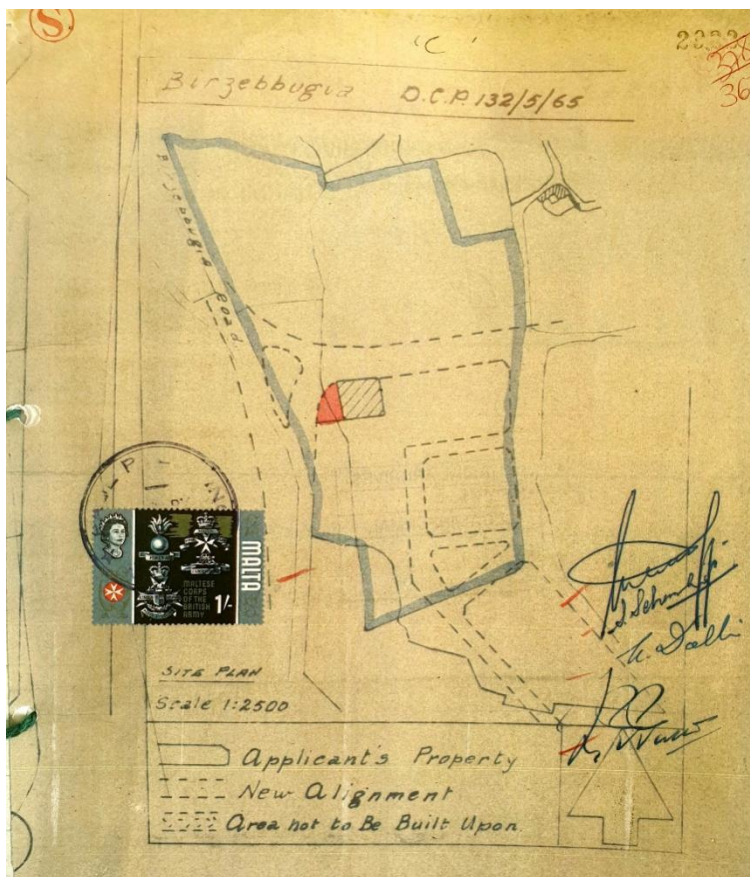 S.
"C"
Birzebbugia D.C.P. 132/5/65
36
Birzebbugia Road
MALTA
MALTESE
CORPS
OF THE
BRITISH
ARMY
1/-
SITE PLAN
Scale 1:2500
Applicant's Property
New Alignment
Area not to Be Built Upon